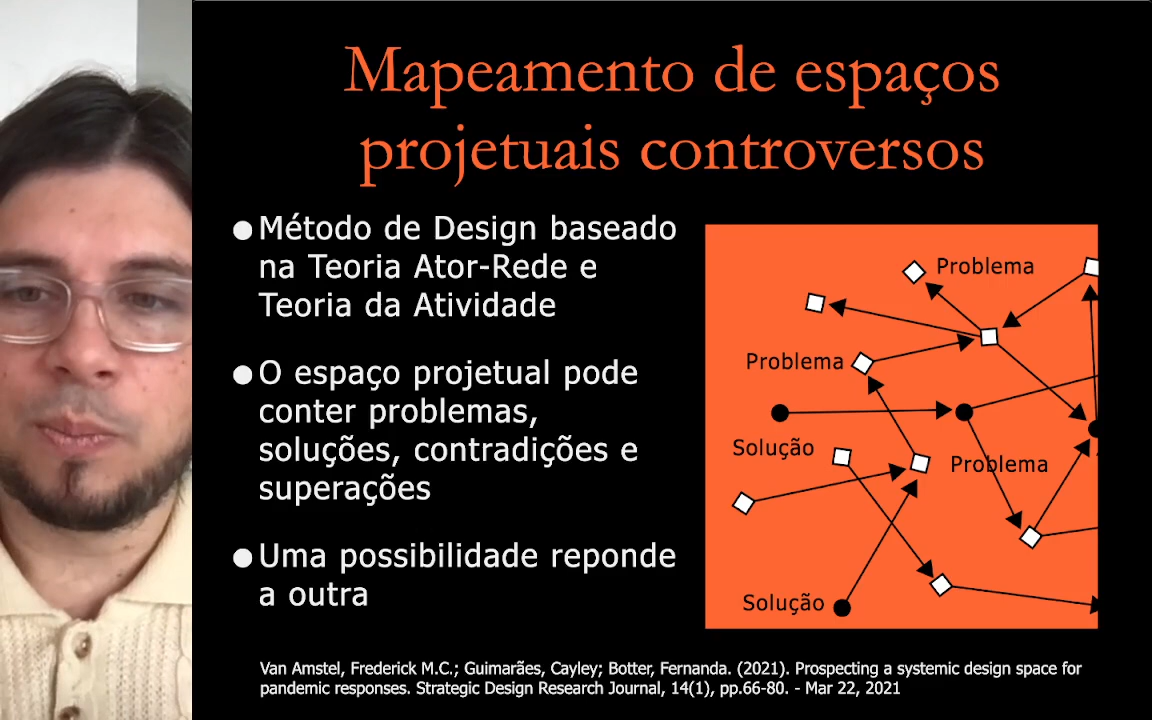 Mapeamento de espaços
projetuais controversos
●Método de Design baseado
na Teoria Ator-Rede e
Teoria da Atividade
●O espaço projetual pode
conter problemas,
soluções, contradições e
superações
●Uma possibilidade reponde
a outra
Problema
Problema
Solução
Problema
Solução
Van Amstel, Frederick M.C.; Guimarães, Cayley; Botter, Fernanda. (2021). Prospecting a systemic design space for
pandemic responses. Strategic Design Research Journal, 14(1), pp.66-80. - Mar 22, 2021